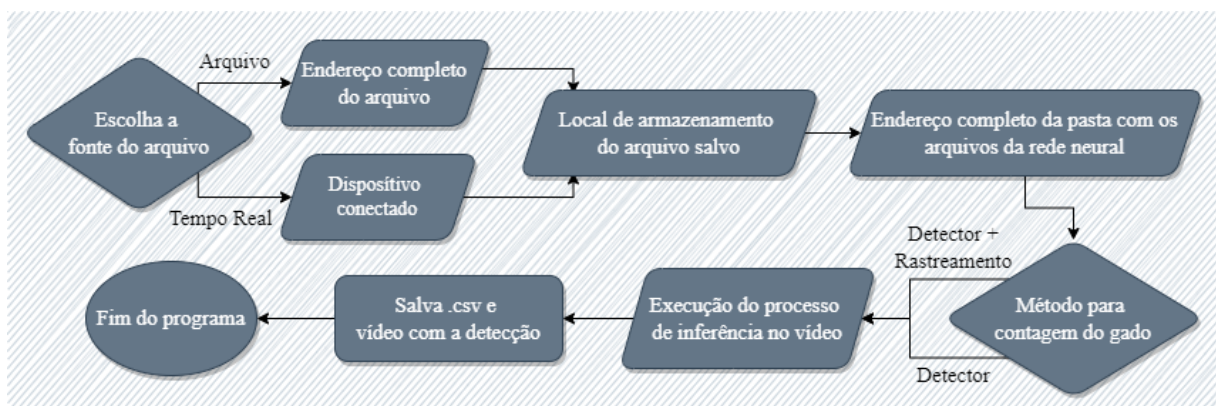 Escolha a
fonte do arquivo
Arquivo
Endereço completo
do arquivo
Tempo Real
Dispositivo
conectado
Local de armazenamento
do arquivo salvo
Endereço completo da pasta com os
arquivos da rede neural
Método para
contagem do gado
Detector +
Rastreamento
Detector
Execução do processo
de inferência no vídeo
Salva .csv e
vídeo com a detecção
Fim do programa